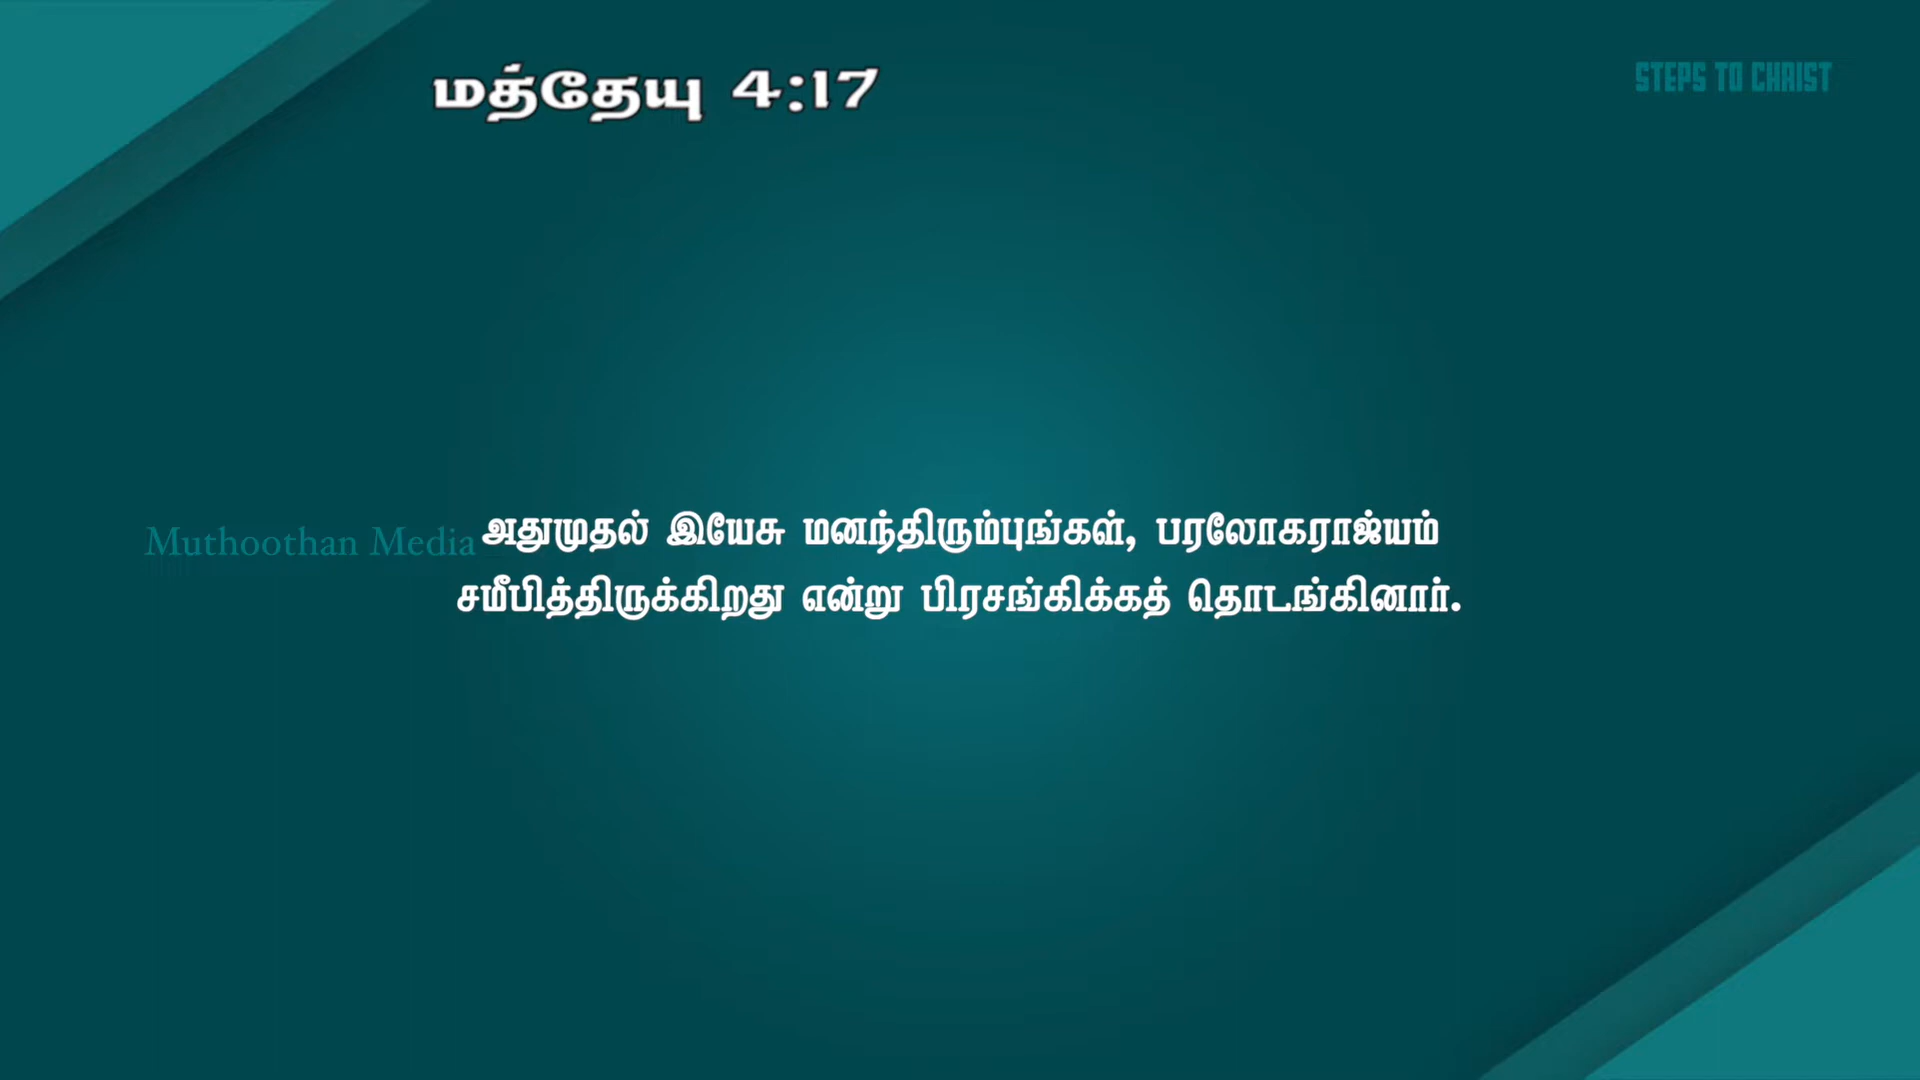 மத்தேயு 4:17
STEPS TO CHRIST
Muthoothan Media
அதுமுதல் இயேசு மனந்திரும்புங்கள், பரலோகராஜ்யம்
சமீபித்திருக்கிறது என்று பிரசங்கிக்கத் தொடங்கினார்.